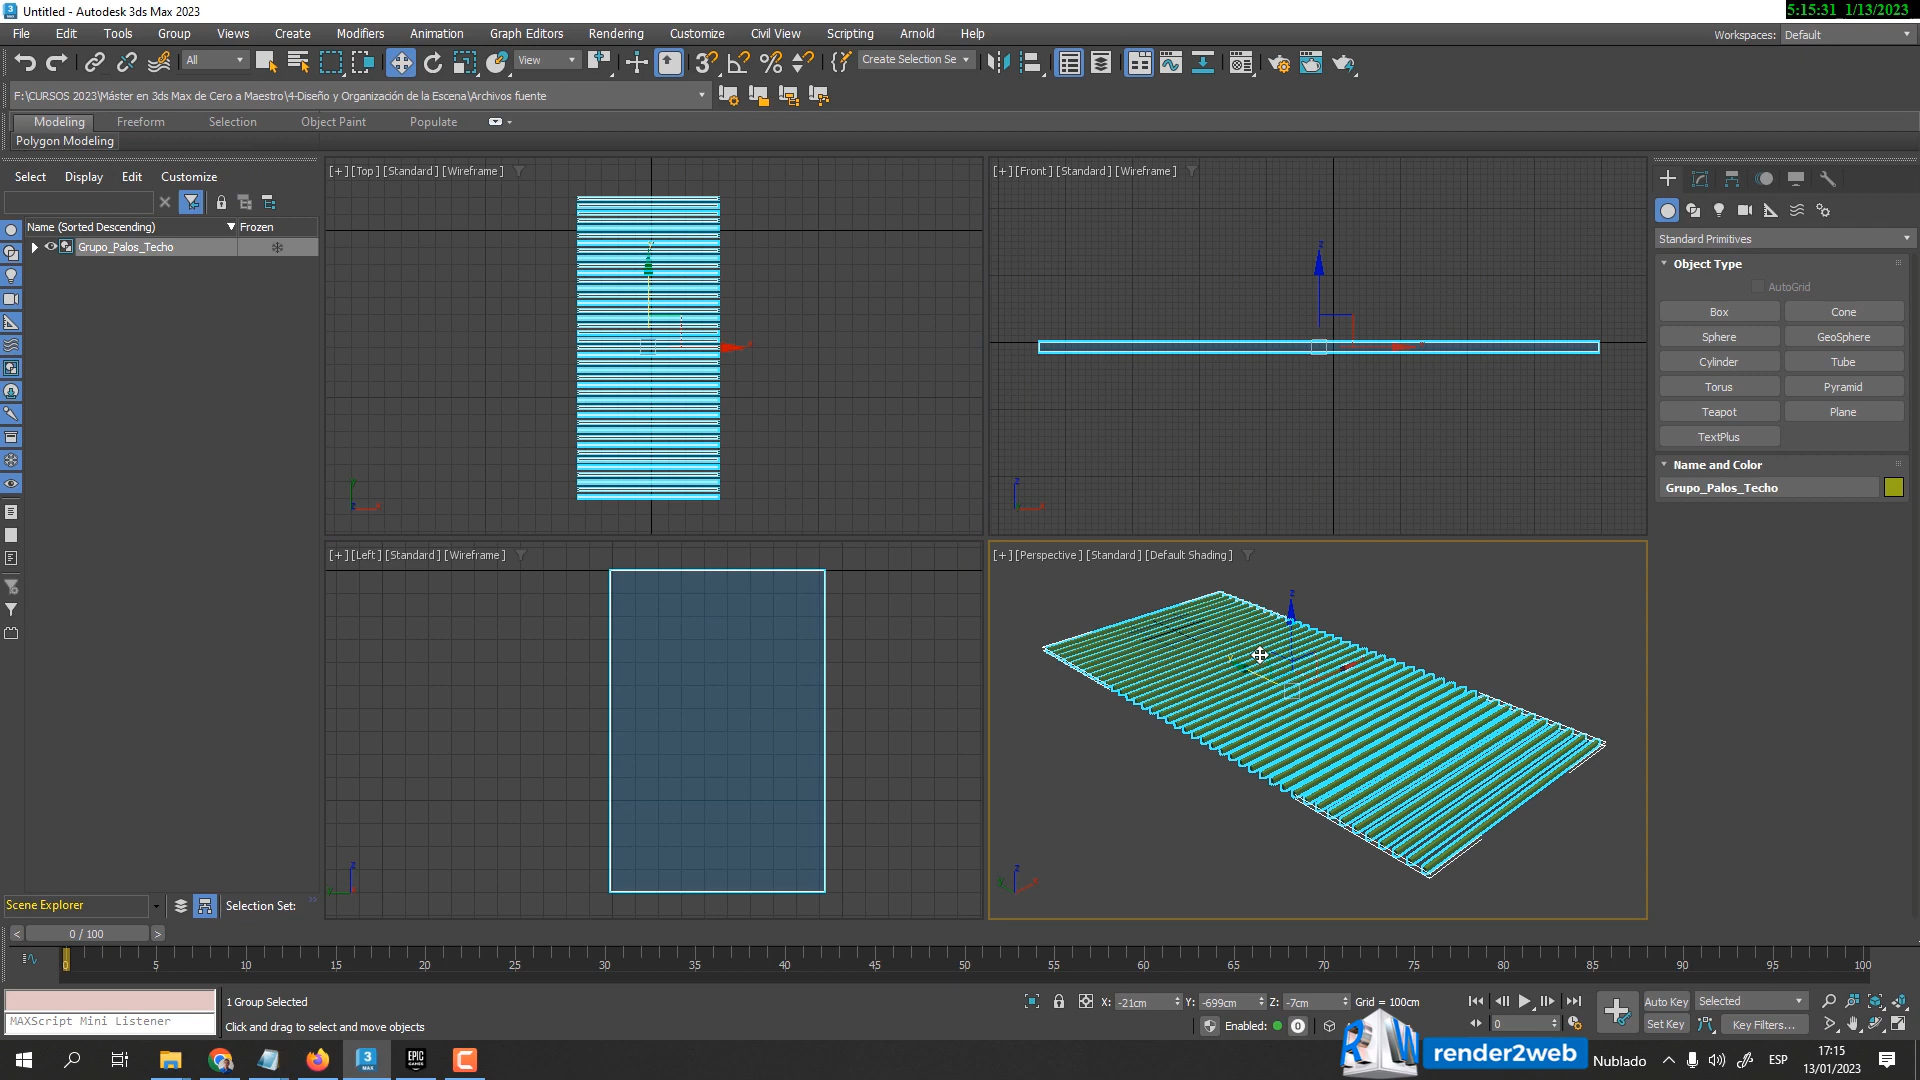 Untitled - Autodesk 3ds Max 2023
5:15:31 1/13/2023
File Edit Tools Group Views Create Modifiers Animation Graph Editors Rendering Customize Civil View Scripting Arnold Help
Workspaces: Default
All View Create Selection Se
F:\CURSOS 2023\Máster en 3ds Max de Cero a Maestro\4-Diseño y Organización de la Escena\Archivos fuente
Modeling Freeform Selection Object Paint Populate
Polygon Modeling
Select Display Edit Customize
Name (Sorted Descending) Frozen
Grupo_Palos_Techo
[+] [Top] [Standard] [Wireframe]
[+] [Front] [Standard] [Wireframe]
[+] [Left] [Standard] [Wireframe]
[+] [Perspective] [Standard] [Default Shading]
Standard Primitives
Object Type
AutoGrid
Box Cone
Sphere GeoSphere
Cylinder Tube
Torus Pyramid
Teapot Plane
TextPlus
Name and Color
Grupo_Palos_Techo
Scene Explorer Selection Set:
< 0 / 100 >
0 5 10 15 20 25 30 35 40 45 50 55 60 65 70 75 80 85 90 95 100
1 Group Selected
X: -21cm Y: -699cm Z: -7cm Grid = 100cm
Auto Key Selected
MAXScript Mini Listener
Click and drag to select and move objects
Enabled: 0
0
Set Key Key Filters...
RW render2web
Nublado ESP 17:15
13/01/2023
3 MAX EPIC GAMES